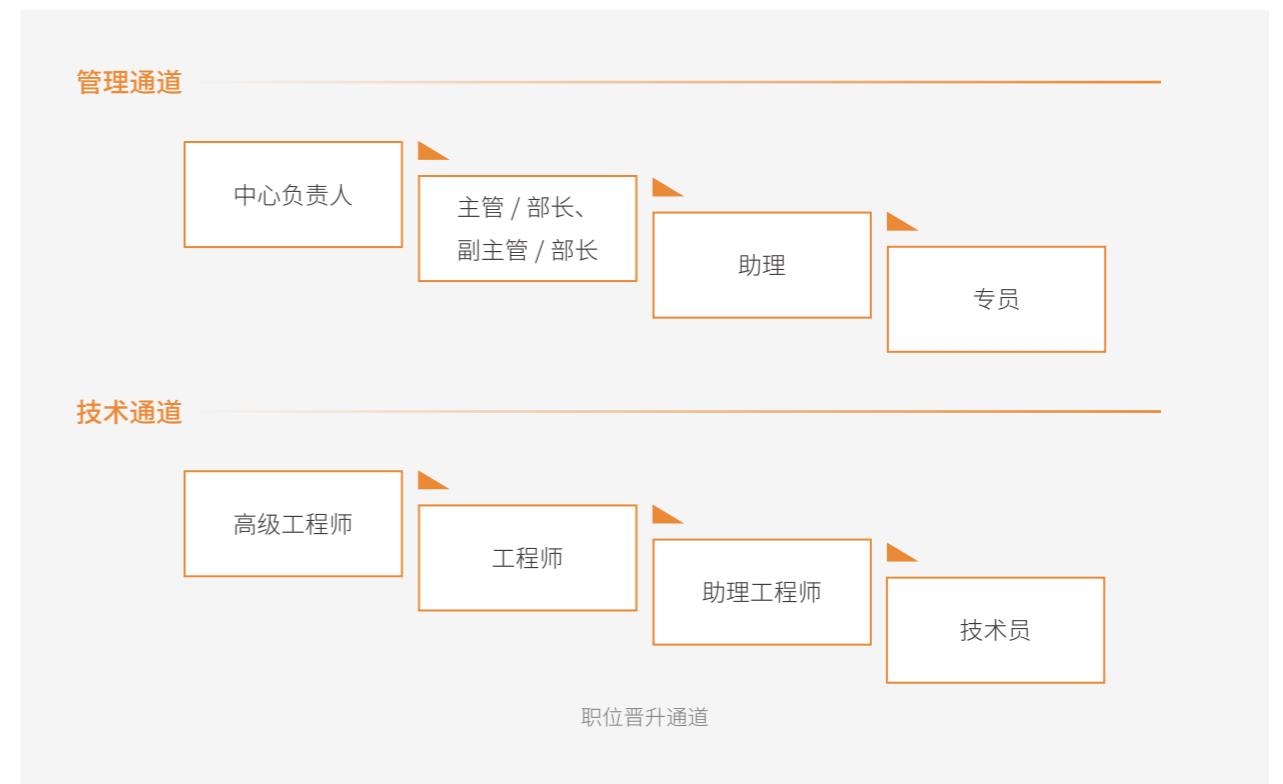 管理通道
中心负责人
主管 / 部长、
副主管 / 部长
助理
专员
技术通道
高级工程师
工程师
助理工程师
技术员
职位晋升通道